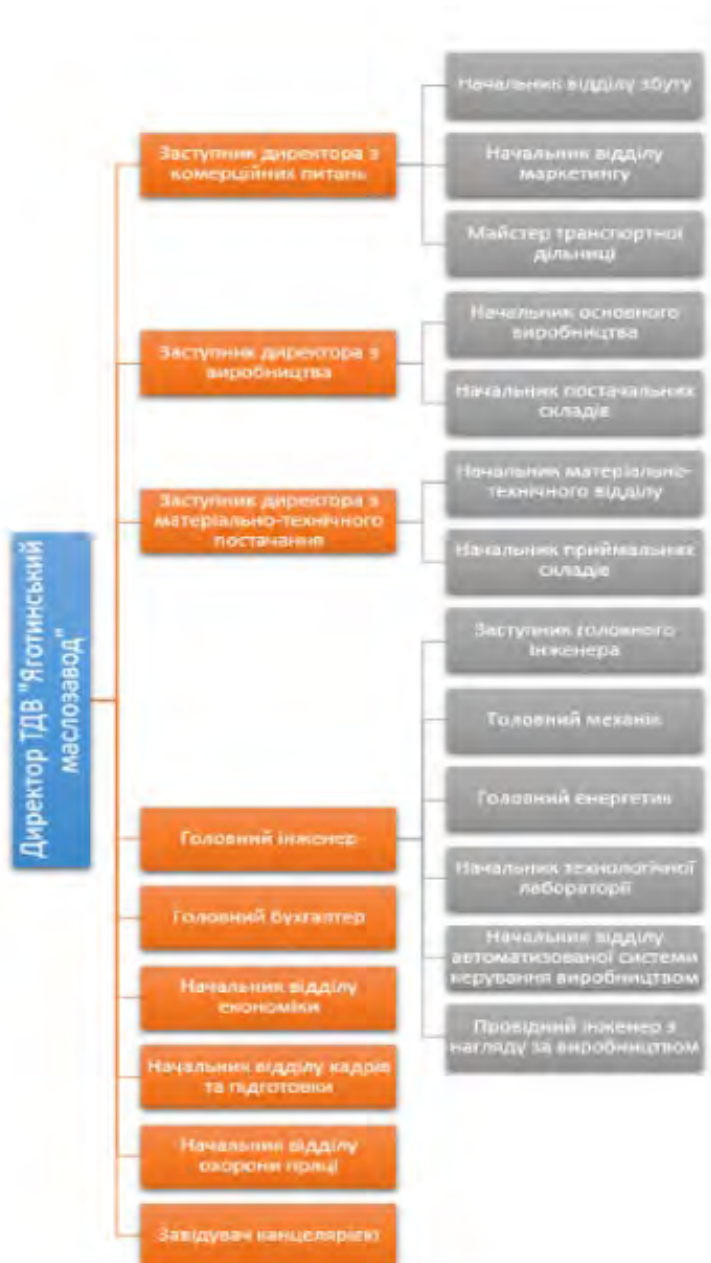 Директор ТДВ "Яготинський
маслозавод"
Заступник директора з
комерційних питань
Начальник відділу збуту
Начальник відділу
маркетингу
Майстер транспортної
дільниці
Заступник директора з
виробництва
Начальник основного
виробництва
Начальник постачальних
складів
Заступник директора з
матеріально-технічного
постачання
Начальник матеріально-
технічного відділу
Начальник приймальних
складів
Головний інженер
Заступник головного
інженера
Головний механік
Головний енергетик
Начальник технологічної
лабораторії
Начальник відділу
автоматизованої системи
керування виробництвом
Провідний інженер з
нагляду за виробництвом
Головний бухгалтер
Начальник відділу
економіки
Начальник відділу кадрів
та підготовки
Начальник відділу
охорони праці
Завідувач канцелярією